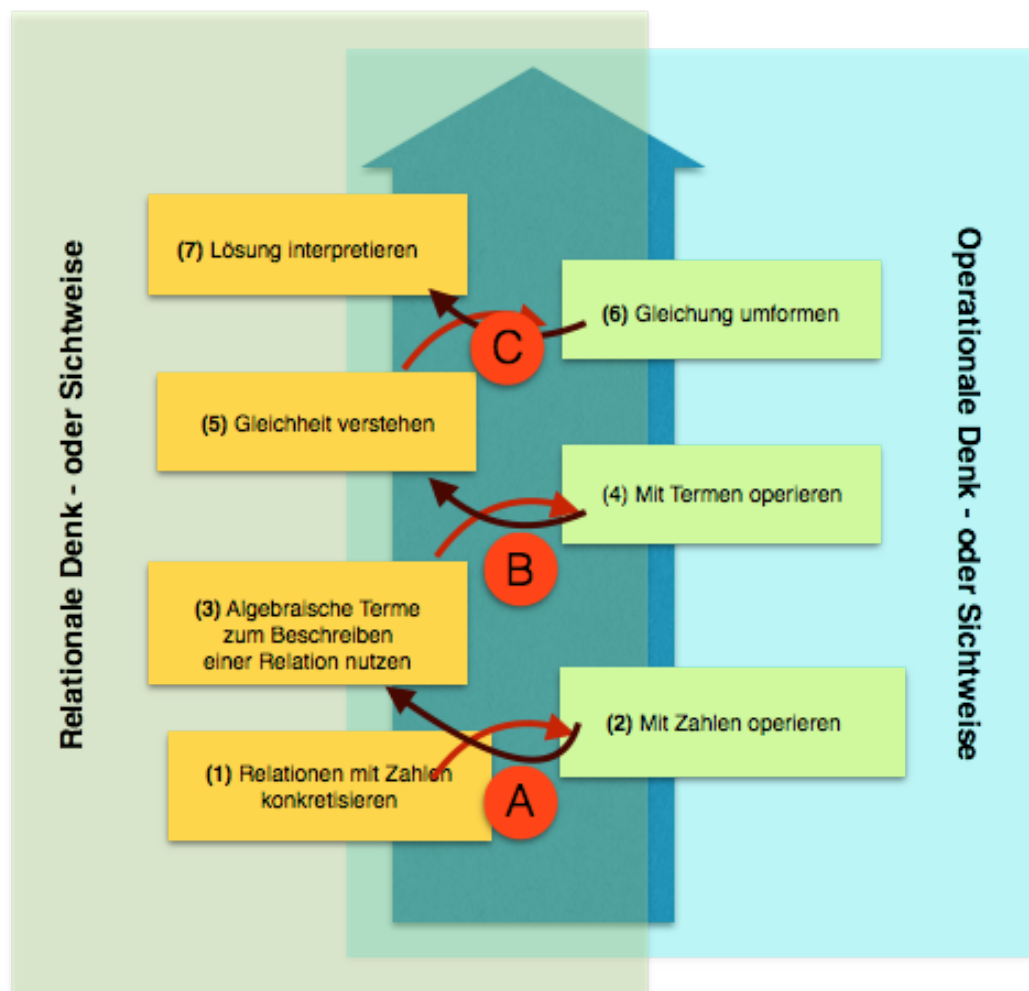 Relationale Denk - oder Sichtweise
Operationale Denk - oder Sichtweise
(7) Lösung interpretieren
(6) Gleichung umformen
C
(5) Gleichheit verstehen
(4) Mit Termen operieren
B
(3) Algebraische Terme
zum Beschreiben
einer Relation nutzen
(2) Mit Zahlen operieren
(1) Relationen mit Zahlen
konkretisieren
A